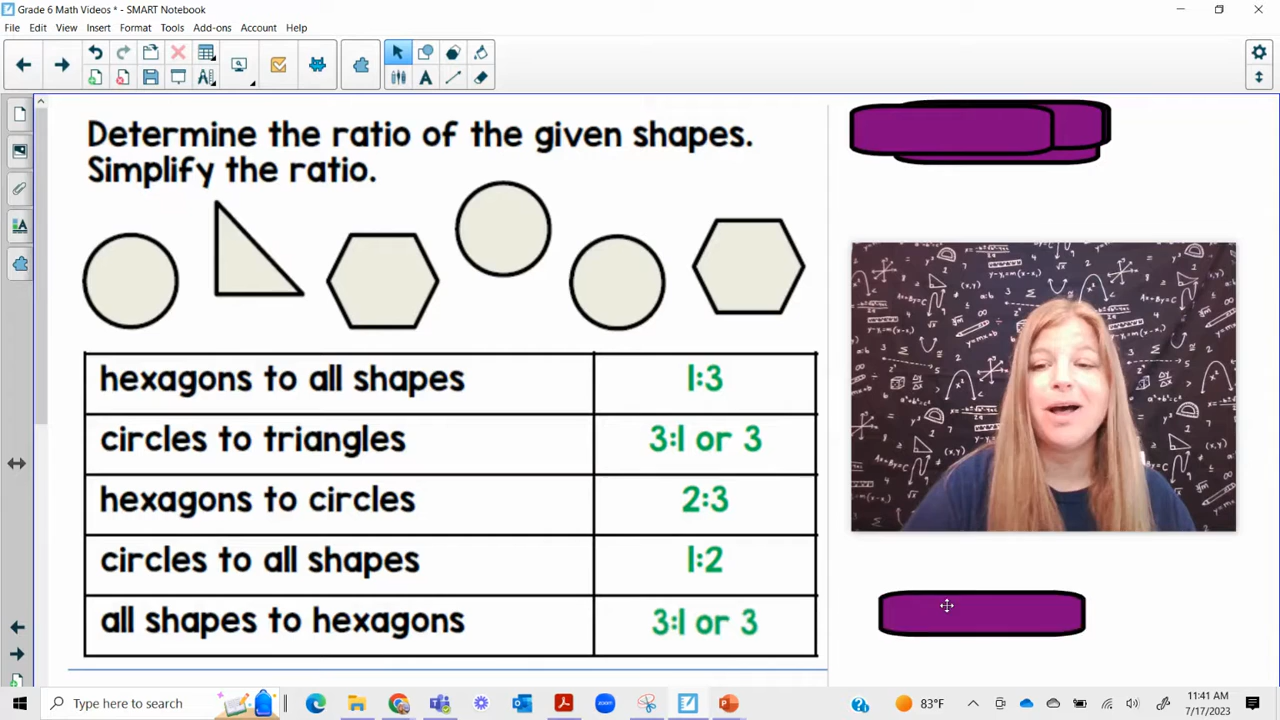 Grade 6 Math Videos * - SMART Notebook
File Edit View Insert Format Tools Add-ons Account Help
Determine the ratio of the given shapes.
Simplify the ratio.
hexagons to all shapes 1:3
circles to triangles 3:1 or 3
hexagons to circles 2:3
circles to all shapes 1:2
all shapes to hexagons 3:1 or 3
Type here to search
83°F
11:41 AM
7/17/2023